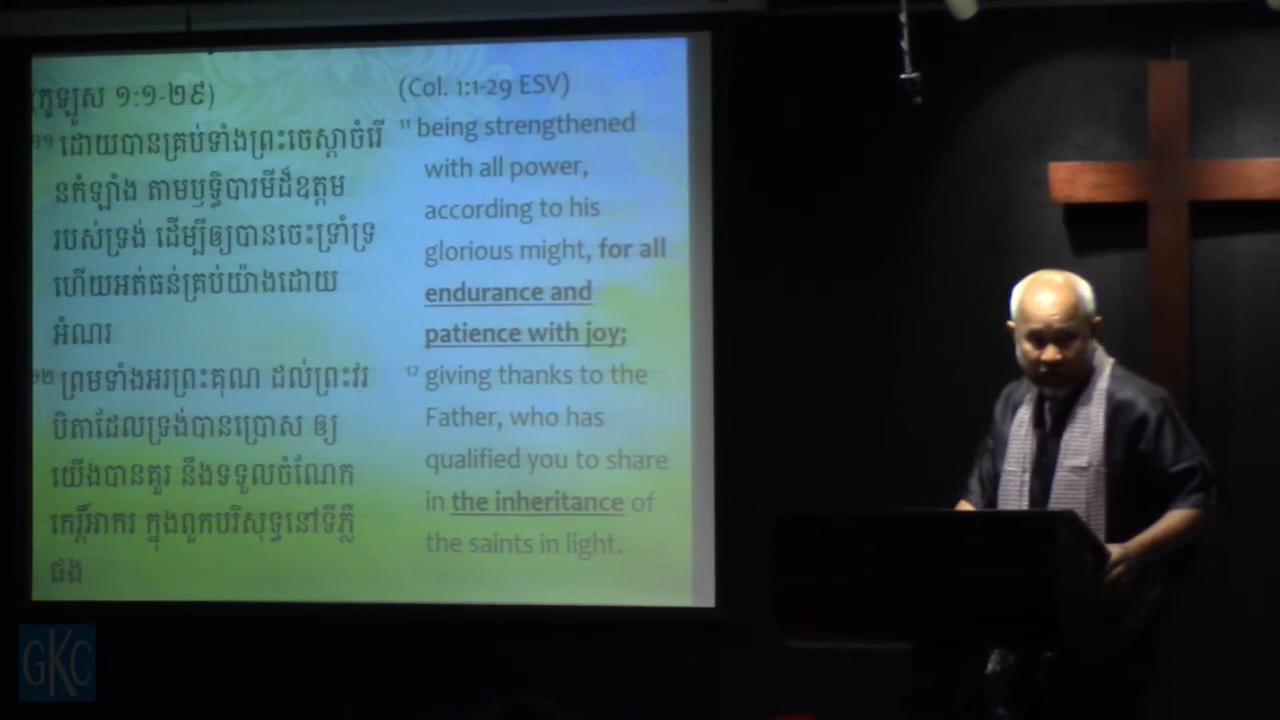 (កូឡូស ១:១-២៩)
១១ ដោយបានគ្រប់ទាំងព្រះចេស្តាចំរើ
នកំឡាំង តាមឫទ្ធិបារមីដ៏ឧត្តម
របស់ទ្រង់ ដើម្បីឲ្យបានចេះទ្រាំទ្រ
ហើយអត់ធន់គ្រប់យ៉ាងដោយ
អំណរ
១២ ព្រមទាំងអរព្រះគុណ ដល់ព្រះវរ
បិតាដែលទ្រង់បានប្រោស ឲ្យ
យើងបានគួរ នឹងទទួលចំណែក
កេរ្តិ៍អាករ ក្នុងពួកបរិសុទ្ធនៅទីភ្លឺ
ផង
(Col. 1:1-29 ESV)
11 being strengthened
with all power,
according to his
glorious might, for all
endurance and
patience with joy;
12 giving thanks to the
Father, who has
qualified you to share
in the inheritance of
the saints in light.
GKC